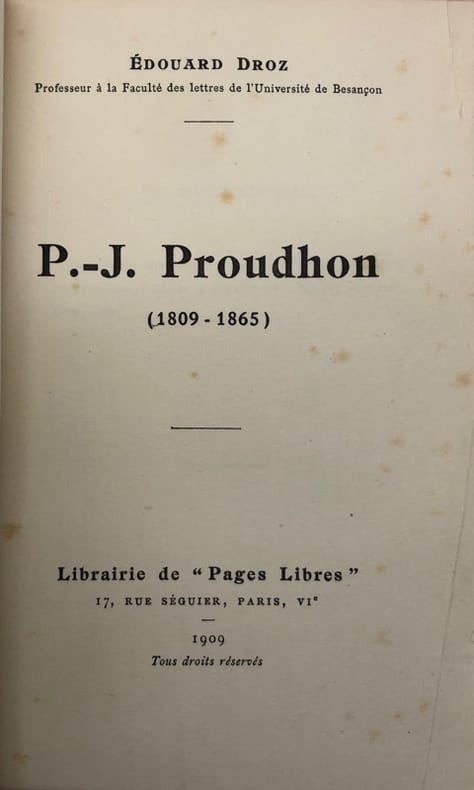 ÉDOUARD DROZ
Professeur à la Faculté des lettres de l'Université de Besançon
P.-J. Proudhon
(1809 - 1865)
Librairie de “ Pages Libres ”
17, RUE SÉGUIER, PARIS, VIe
1909
Tous droits réservés